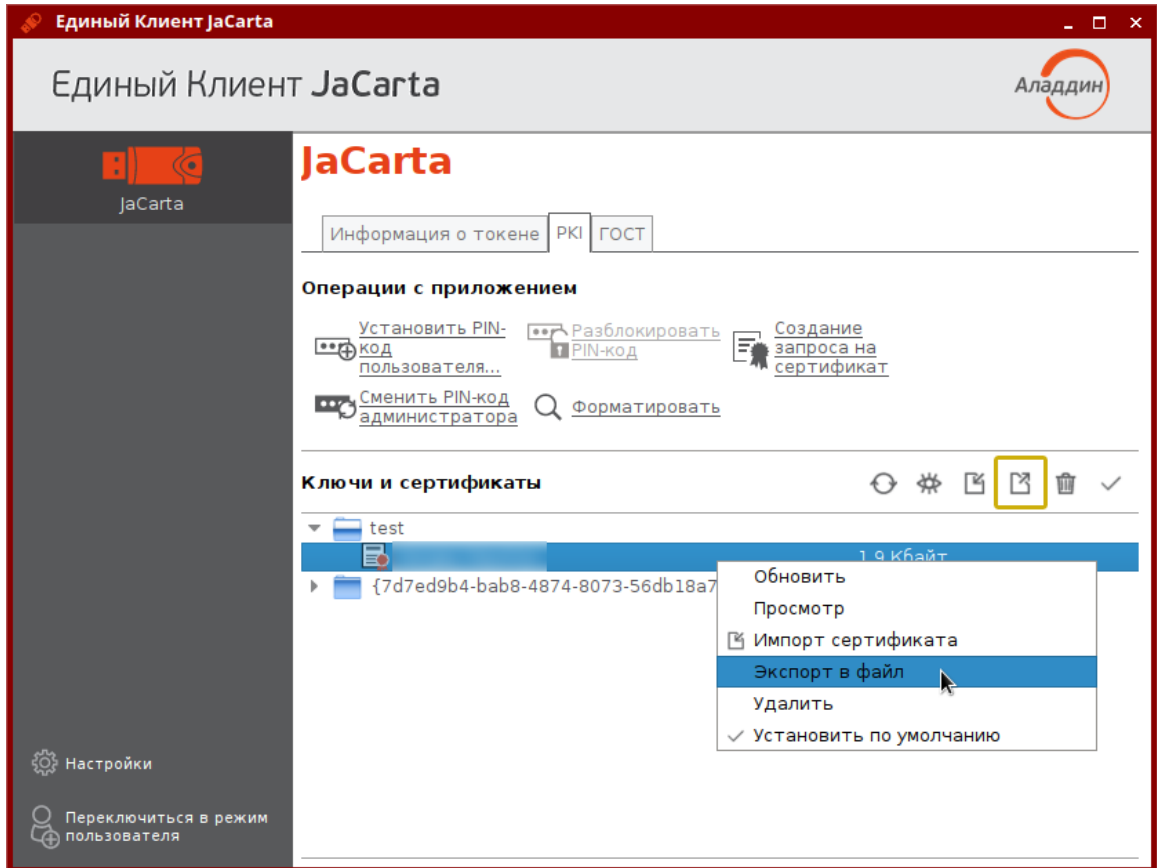 Единый Клиент JaCarta
Единый Клиент JaCarta
Аладдин
JaCarta
JaCarta
Информация о токене
PKI
ГОСТ
Операции с приложением
Установить PIN-
код
пользователя...
Разблокировать
PIN-код
Создание
запроса на
сертификат
Сменить PIN-код
администратора
Форматировать
Ключи и сертификаты
test
1,9 Кбайт
{7d7ed9b4-bab8-4874-8073-56db18a7
Обновить
Просмотр
Импорт сертификата
Экспорт в файл
Удалить
Установить по умолчанию
Настройки
Переключиться в режим
пользователя